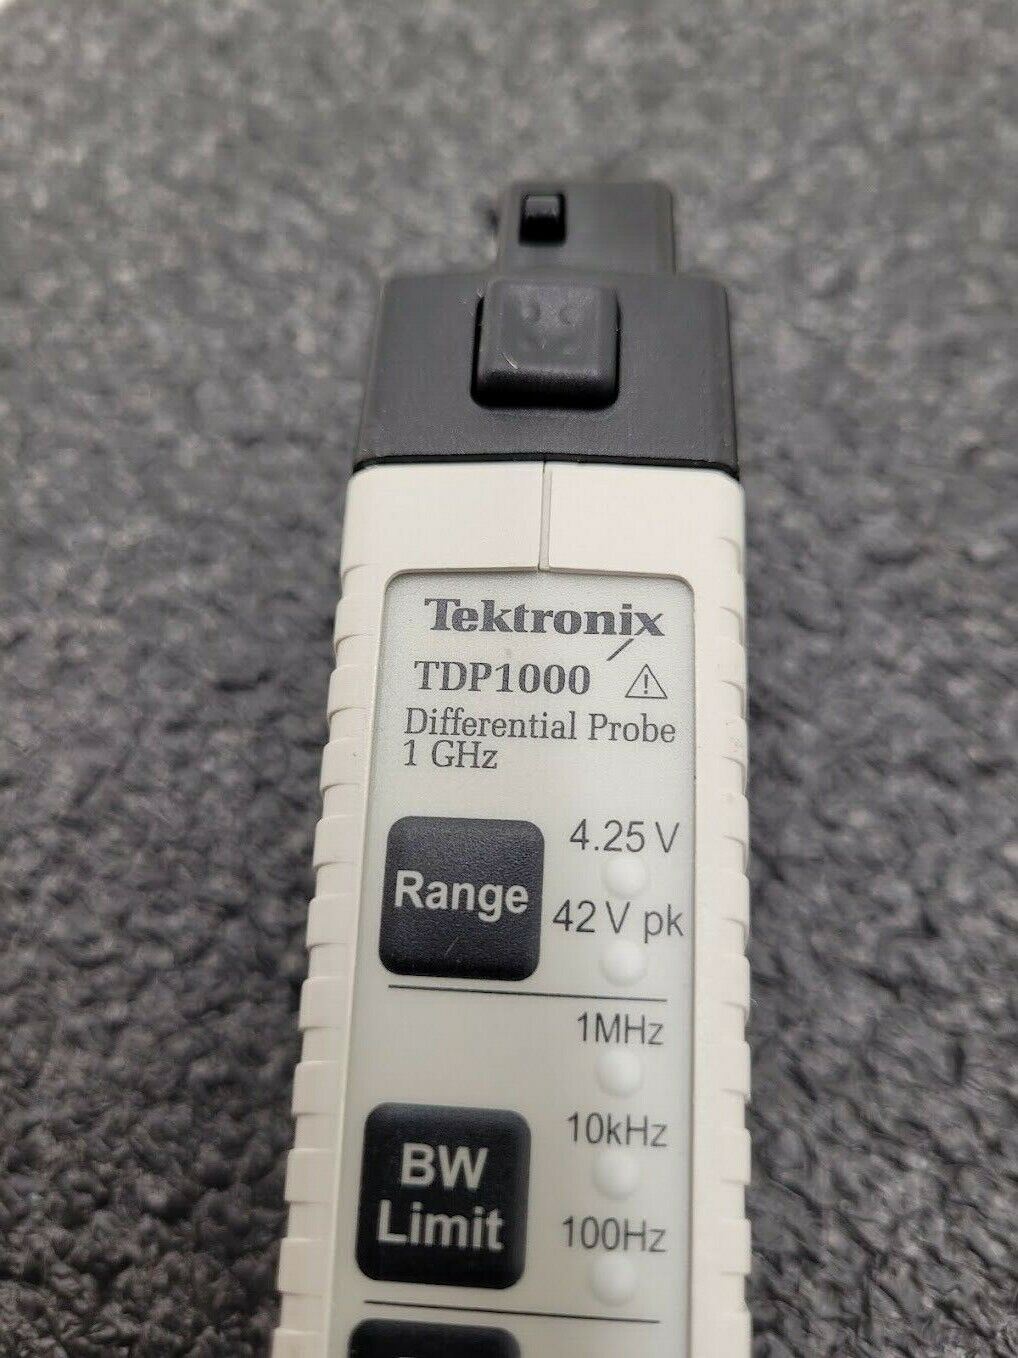 Tektronix
TDP1000
Differential Probe
1 GHz
Range
4.25 V
42 V pk
1MHz
10kHz
BW
Limit
100Hz